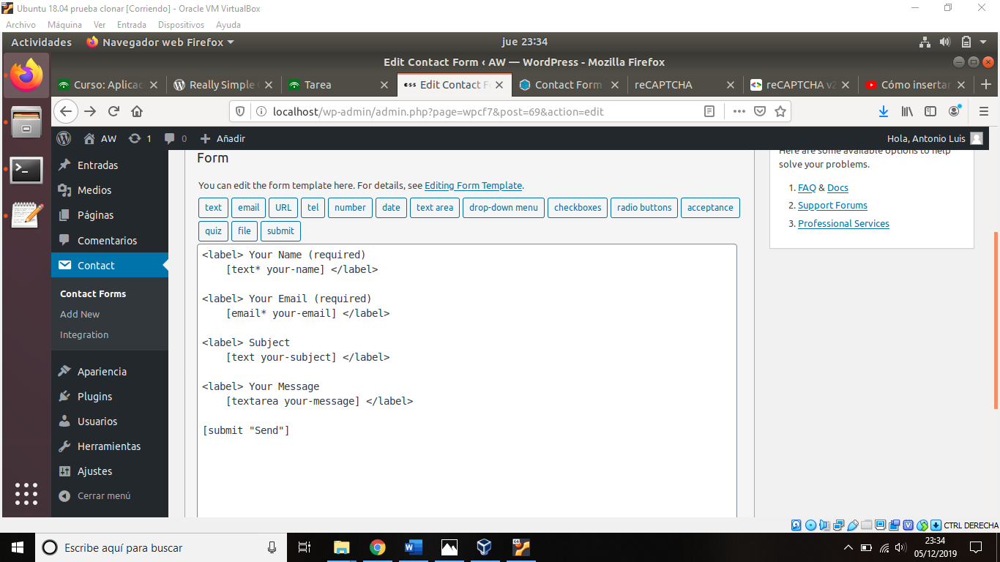 Ubuntu 18.04 prueba clonar [Corriendo] - Oracle VM VirtualBox
Archivo Máquina Ver Entrada Dispositivos Ayuda
Actividades Navegador web Firefox jue 23:34
Edit Contact Form ‹ AW — WordPress - Mozilla Firefox
Curso: Aplicac Really Simple Tarea Edit Contact F Contact Form reCAPTCHA reCAPTCHA v2 Cómo insertar
localhost/wp-admin/admin.php?page=wpcf7&post=69&action=edit
AW 1 0 Añadir Hola, Antonio Luis
Entradas
Medios
Páginas
Comentarios
Contact
Contact Forms
Add New
Integration
Apariencia
Plugins
Usuarios
Herramientas
Ajustes
Cerrar menú
Form
You can edit the form template here. For details, see Editing Form Template.
text email URL tel number date text area drop-down menu checkboxes radio buttons acceptance
quiz file submit
<label> Your Name (required)
[text* your-name] </label>
<label> Your Email (required)
[email* your-email] </label>
<label> Subject
[text your-subject] </label>
<label> Your Message
[textarea your-message] </label>
[submit "Send"]
Here are some available options to help
solve your problems.
1. FAQ & Docs
2. Support Forums
3. Professional Services
CTRL DERECHA
Escribe aquí para buscar
23:34
05/12/2019